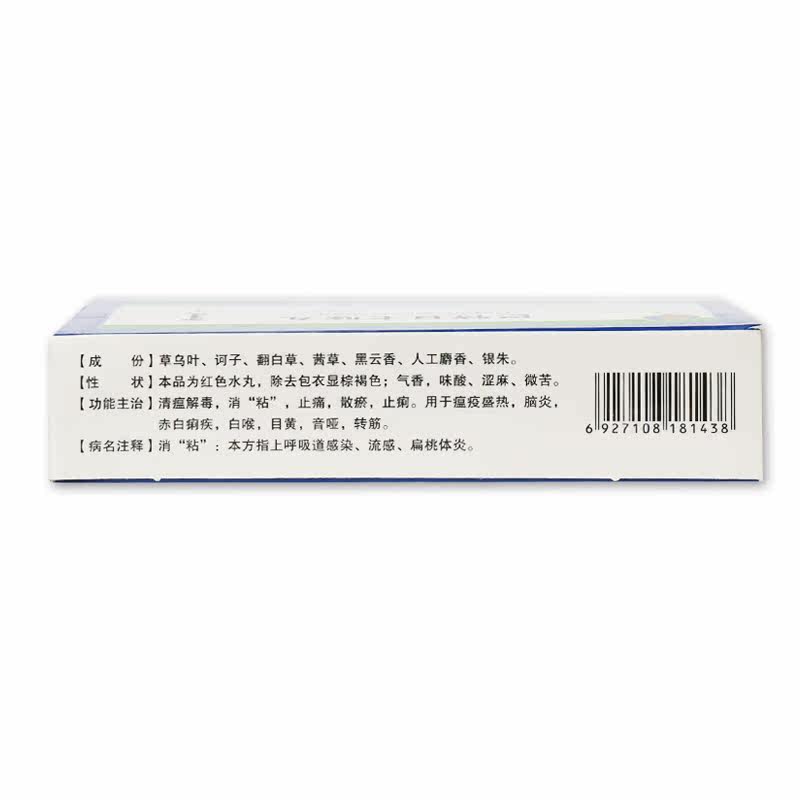 【成　份】草乌叶、诃子、翻白草、茜草、黑云香、人工麝香、银朱。
【性　状】本品为红色水丸，除去包衣显棕褐色；气香，味酸、涩麻、微苦。
【功能主治】清瘟解毒，消“粘”，止痛，散瘀，止痢。用于瘟疫盛热，脑炎，
赤白痢疾，白喉，目黄，音哑，转筋。
【病名注释】消“粘”：本方指上呼吸道感染、流感、扁桃体炎。
6 927108 181438